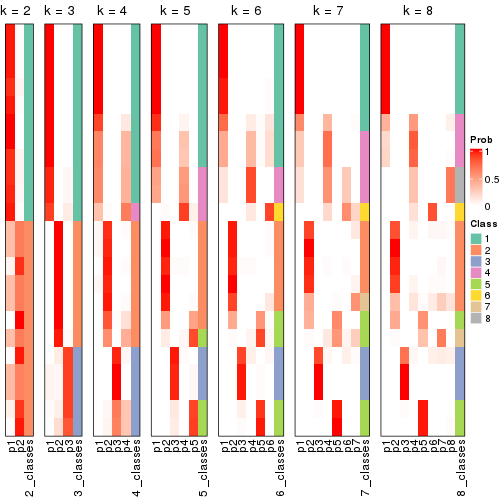 k = 2 k = 3 k = 4 k = 5 k = 6 k = 7 k = 8
Prob
1
0.5
0
Class
1
2
3
4
5
6
7
8
p1 p2 2_classes
p1 p2 p3 3_classes
p1 p2 p3 p4 4_classes
p1 p2 p3 p4 p5 5_classes
p1 p2 p3 p4 p5 p6 6_classes
p1 p2 p3 p4 p5 p6 p7 7_classes
p1 p2 p3 p4 p5 p6 p7 p8 8_classes